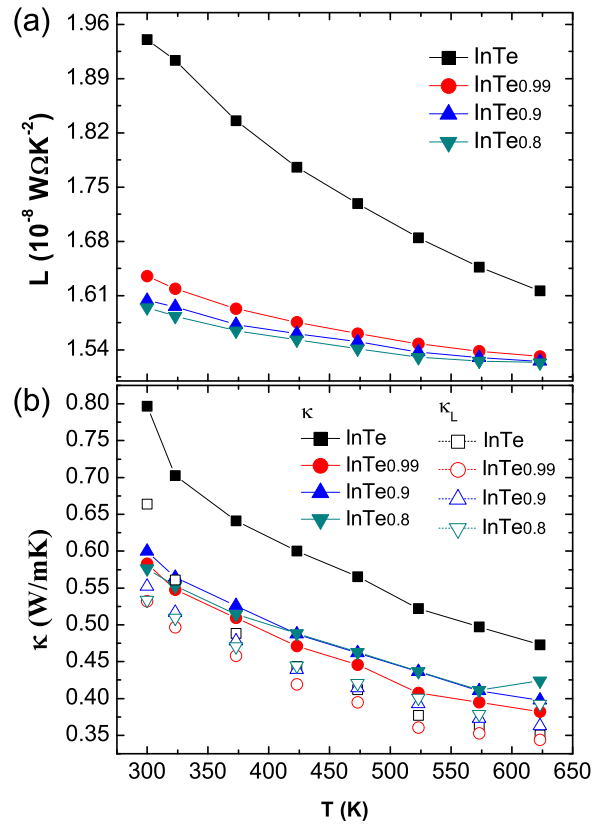 (a)
L (10-8 WΩK-2)
1.96
1.89
1.82
1.75
1.68
1.61
1.54
InTe
InTe0.99
InTe0.9
InTe0.8
(b)
κ (W/mK)
0.80
0.75
0.70
0.65
0.60
0.55
0.50
0.45
0.40
0.35
κ
InTe
InTe0.99
InTe0.9
InTe0.8
κL
InTe
InTe0.99
InTe0.9
InTe0.8
300 350 400 450 500 550 600 650
T (K)